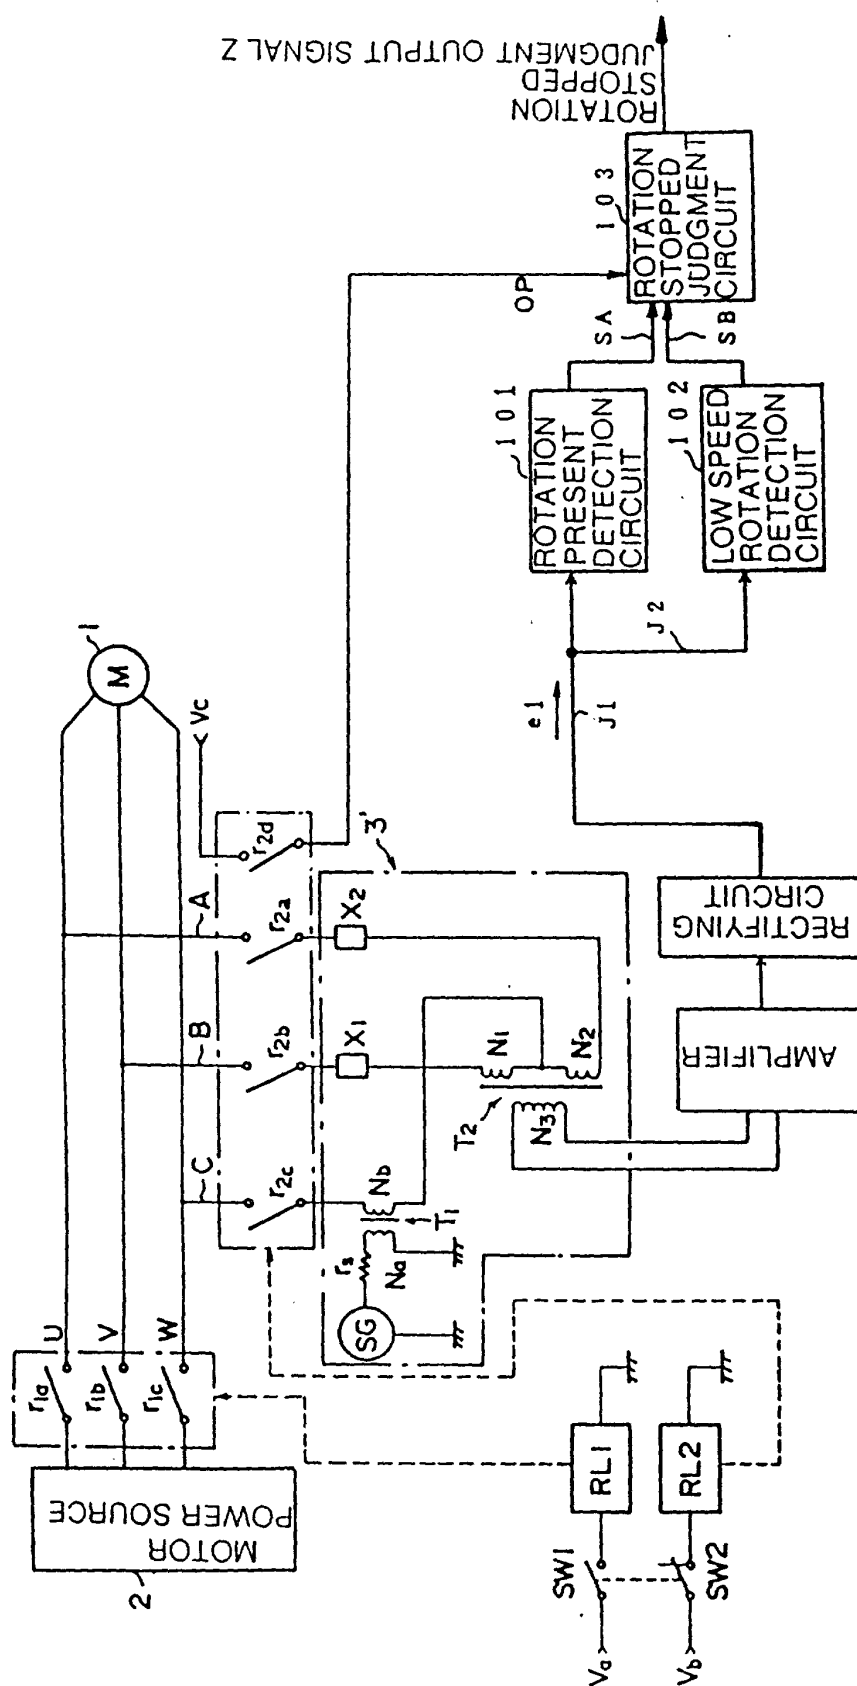 MOTOR
POWER SOURCE
2
r1a
r1b
r1c
U
V
W
1
M
C
B
A
Vc
r2c
r2b
r2a
r2d
OP
3'
X1
X2
SG
rs
Na
Nb
T1
T2
N1
N2
N3
AMPLIFIER
RECTIFYING
CIRCUIT
e1
J1
J2
101
ROTATION
PRESENT
DETECTION
CIRCUIT
102
LOW SPEED
ROTATION
DETECTION
CIRCUIT
SA
SB
103
ROTATION
STOPPED
JUDGMENT
CIRCUIT
ROTATION
STOPPED
JUDGMENT OUTPUT SIGNAL Z
Va
SW1
RL1
Vb
SW2
RL2